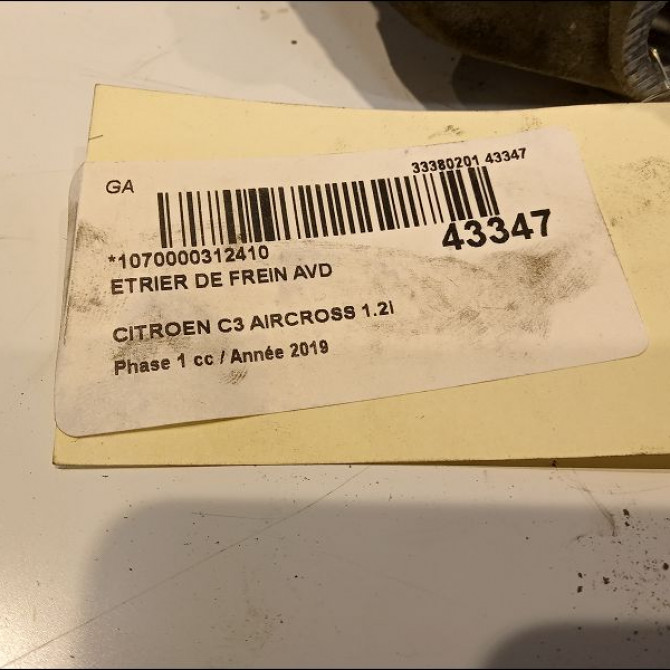 GA
33380201 43347
43347
*1070000312410
ETRIER DE FREIN AVD
CITROEN C3 AIRCROSS 1.2I
Phase 1 cc / Année 2019